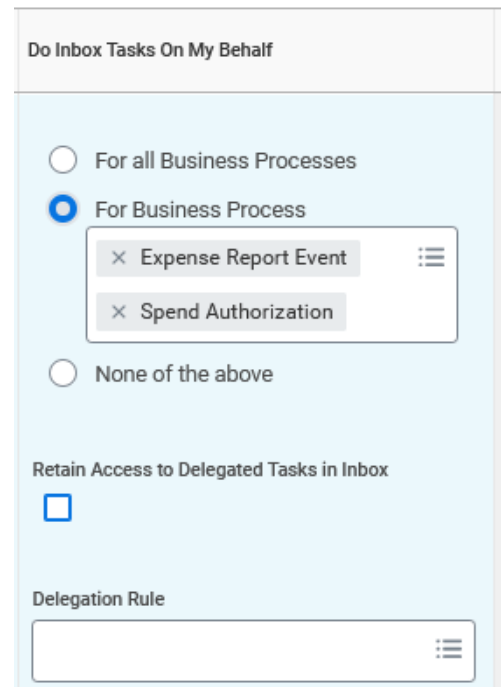 Do Inbox Tasks On My Behalf
For all Business Processes
For Business Process
Expense Report Event
Spend Authorization
None of the above
Retain Access to Delegated Tasks in Inbox
Delegation Rule